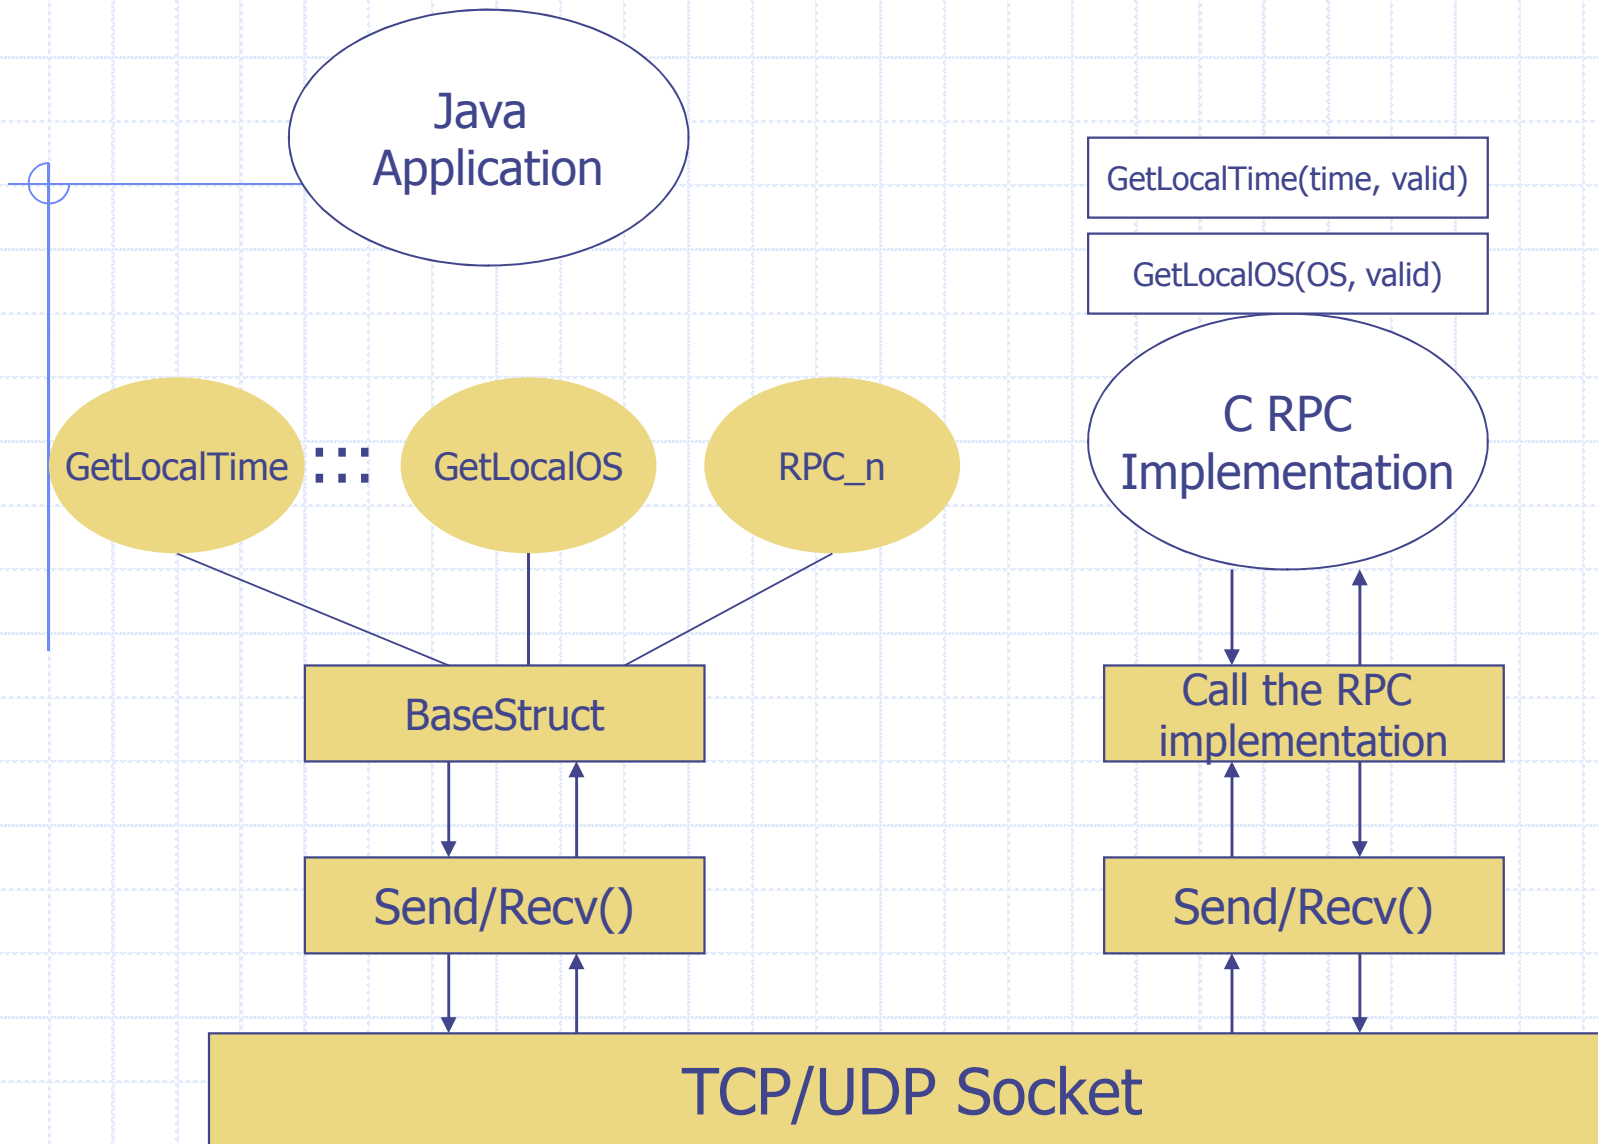 Java
Application
GetLocalTime(time, valid)
GetLocalOS(OS, valid)
C RPC
Implementation
GetLocalTime
GetLocalOS
RPC_n
BaseStruct
Call the RPC
implementation
Send/Recv()
Send/Recv()
TCP/UDP Socket